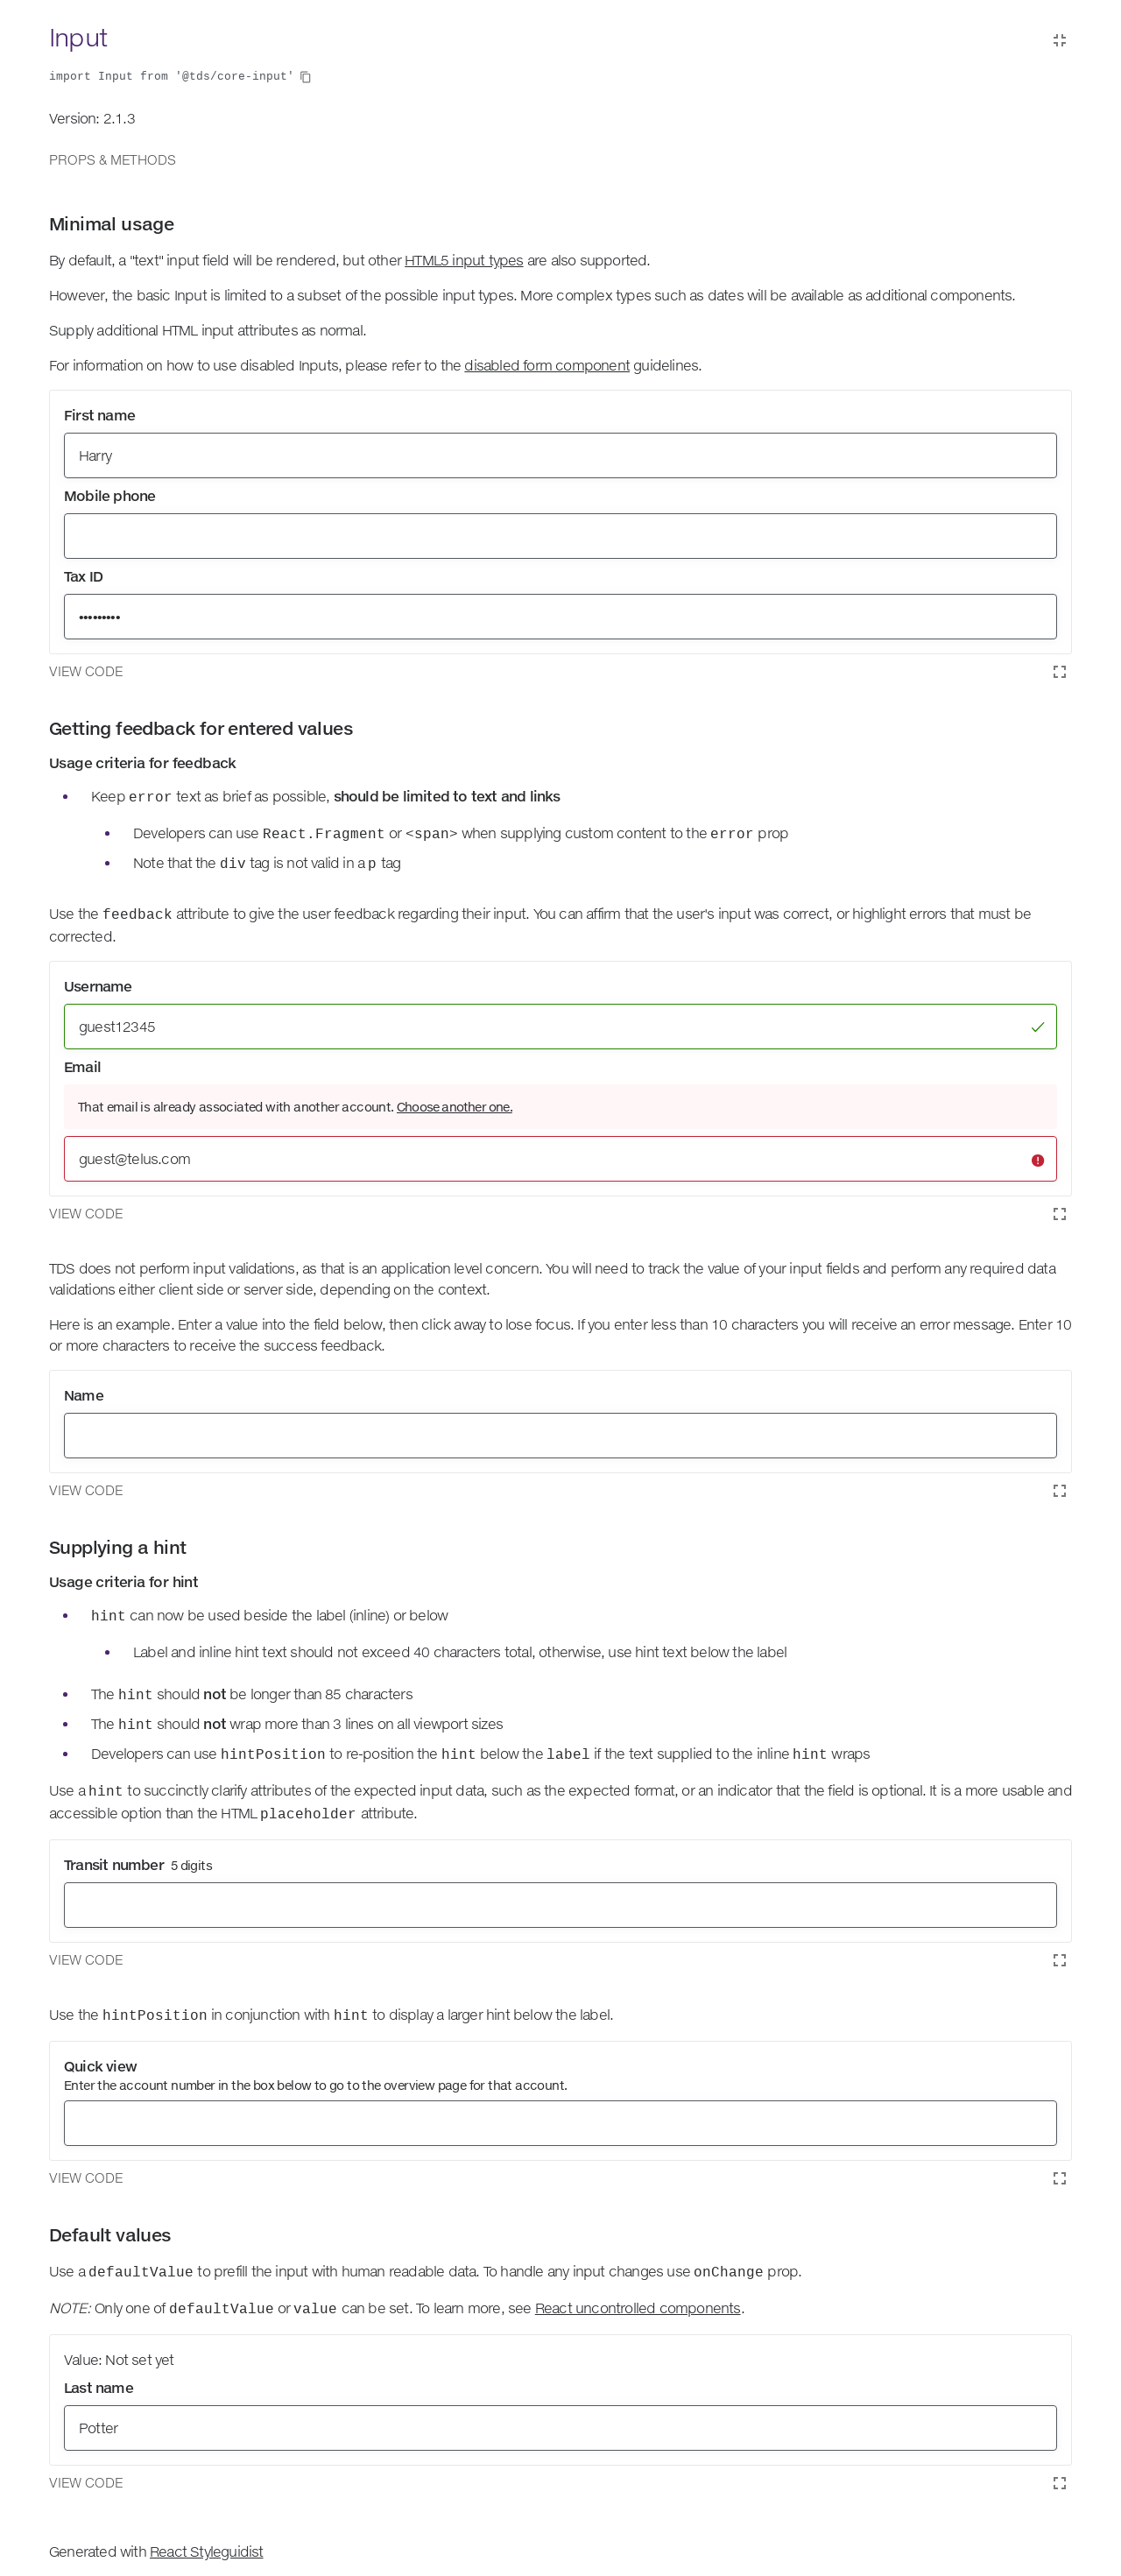 Input
import Input from '@tds/core-input'
Version: 2.1.3
PROPS & METHODS
Minimal usage
By default, a "text" input field will be rendered, but other HTML5 input types are also supported.
However, the basic Input is limited to a subset of the possible input types. More complex types such as dates will be available as additional components.
Supply additional HTML input attributes as normal.
For information on how to use disabled Inputs, please refer to the disabled form component guidelines.
First name
Harry
Mobile phone
Tax ID
•••••••••
VIEW CODE
Getting feedback for entered values
Usage criteria for feedback
• Keep error text as brief as possible, should be limited to text and links
• Developers can use React.Fragment or <span> when supplying custom content to the error prop
• Note that the div tag is not valid in a p tag
Use the feedback attribute to give the user feedback regarding their input. You can affirm that the user's input was correct, or highlight errors that must be
corrected.
Username
guest12345
Email
That email is already associated with another account. Choose another one.
guest@telus.com
VIEW CODE
TDS does not perform input validations, as that is an application level concern. You will need to track the value of your input fields and perform any required data
validations either client side or server side, depending on the context.
Here is an example. Enter a value into the field below, then click away to lose focus. If you enter less than 10 characters you will receive an error message. Enter 10
or more characters to receive the success feedback.
Name
VIEW CODE
Supplying a hint
Usage criteria for hint
• hint can now be used beside the label (inline) or below
• Label and inline hint text should not exceed 40 characters total, otherwise, use hint text below the label
• The hint should not be longer than 85 characters
• The hint should not wrap more than 3 lines on all viewport sizes
• Developers can use hintPosition to re-position the hint below the label if the text supplied to the inline hint wraps
Use a hint to succinctly clarify attributes of the expected input data, such as the expected format, or an indicator that the field is optional. It is a more usable and
accessible option than the HTML placeholder attribute.
Transit number 5 digits
VIEW CODE
Use the hintPosition in conjunction with hint to display a larger hint below the label.
Quick view
Enter the account number in the box below to go to the overview page for that account.
VIEW CODE
Default values
Use a defaultValue to prefill the input with human readable data. To handle any input changes use onChange prop.
NOTE: Only one of defaultValue or value can be set. To learn more, see React uncontrolled components.
Value: Not set yet
Last name
Potter
VIEW CODE
Generated with React Styleguidist